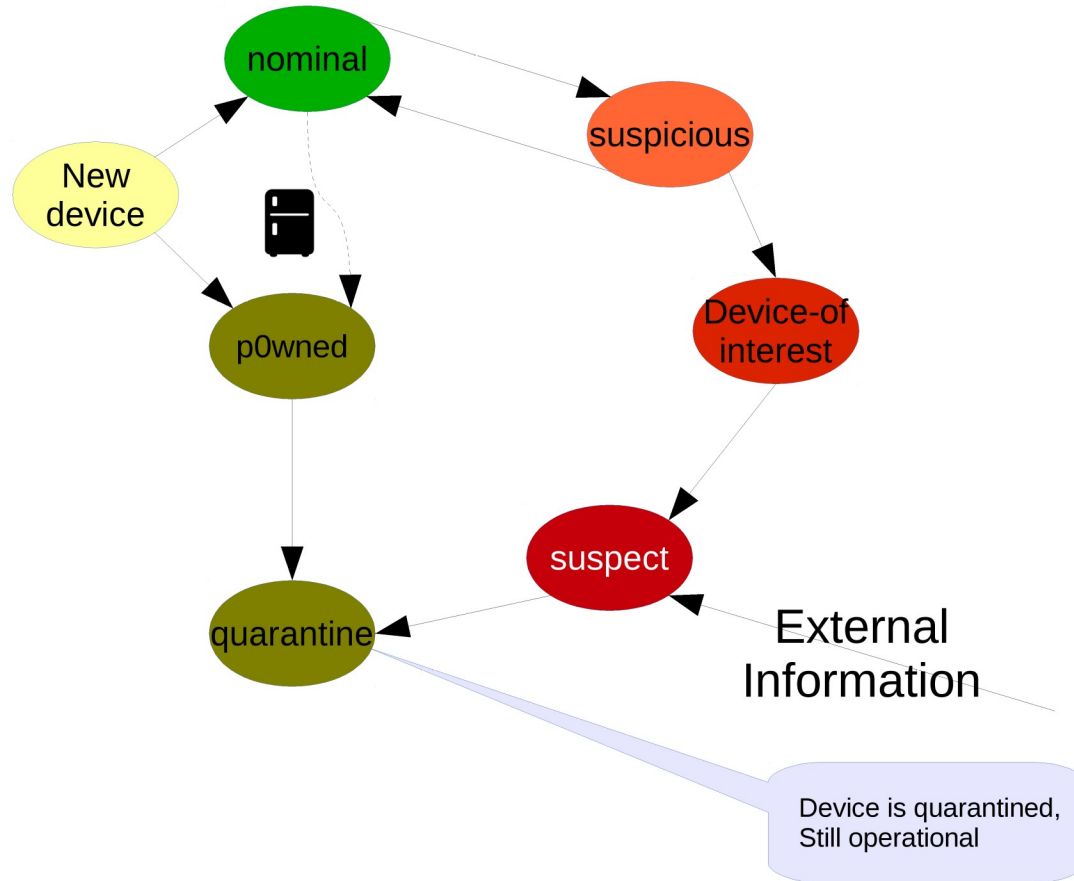 nominal
suspicious
New
device
Device-of
interest
p0wned
suspect
External
Information
quarantine
Device is quarantined,
Still operational